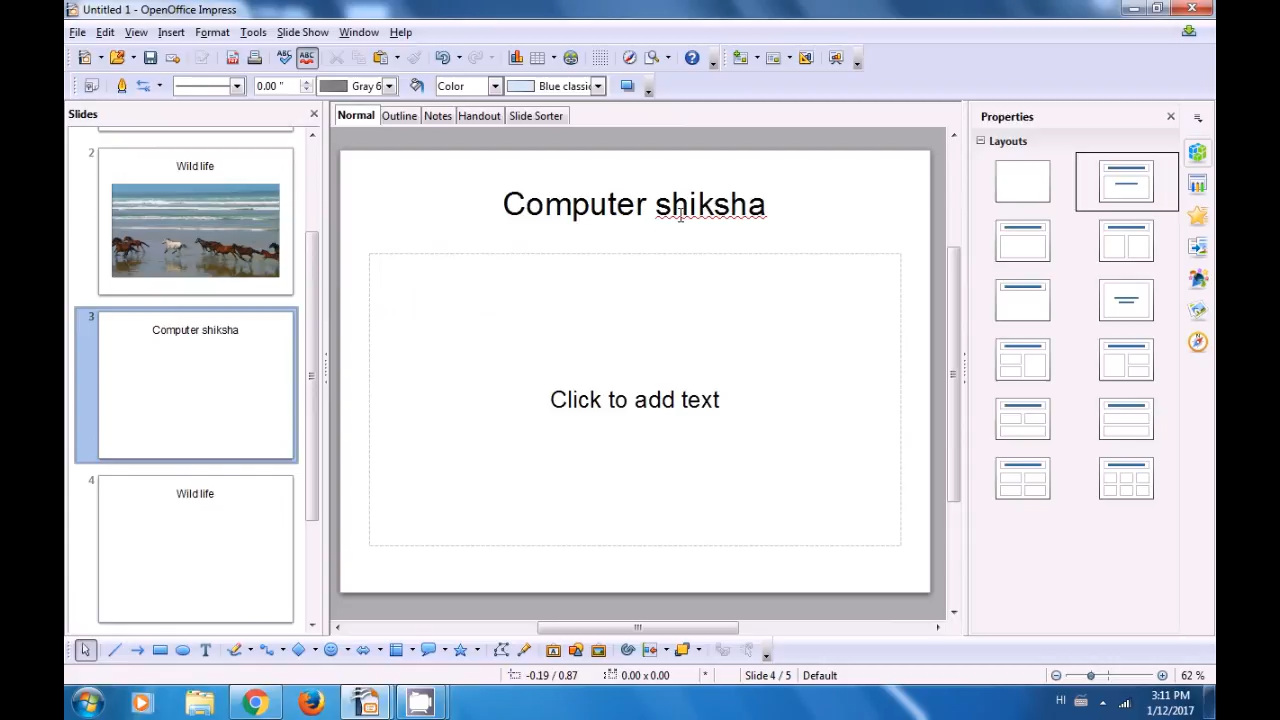 Untitled 1 - OpenOffice Impress
File Edit View Insert Format Tools Slide Show Window Help
0.00 " Gray 6 Color Blue classic
Slides
Normal Outline Notes Handout Slide Sorter
Properties
Layouts
2
Wild life
Computer shiksha
3
Computer shiksha
Click to add text
4
Wild life
-0.19 / 0.87 0.00 x 0.00 * Slide 4 / 5 Default 62 %
HI 3:11 PM
1/12/2017